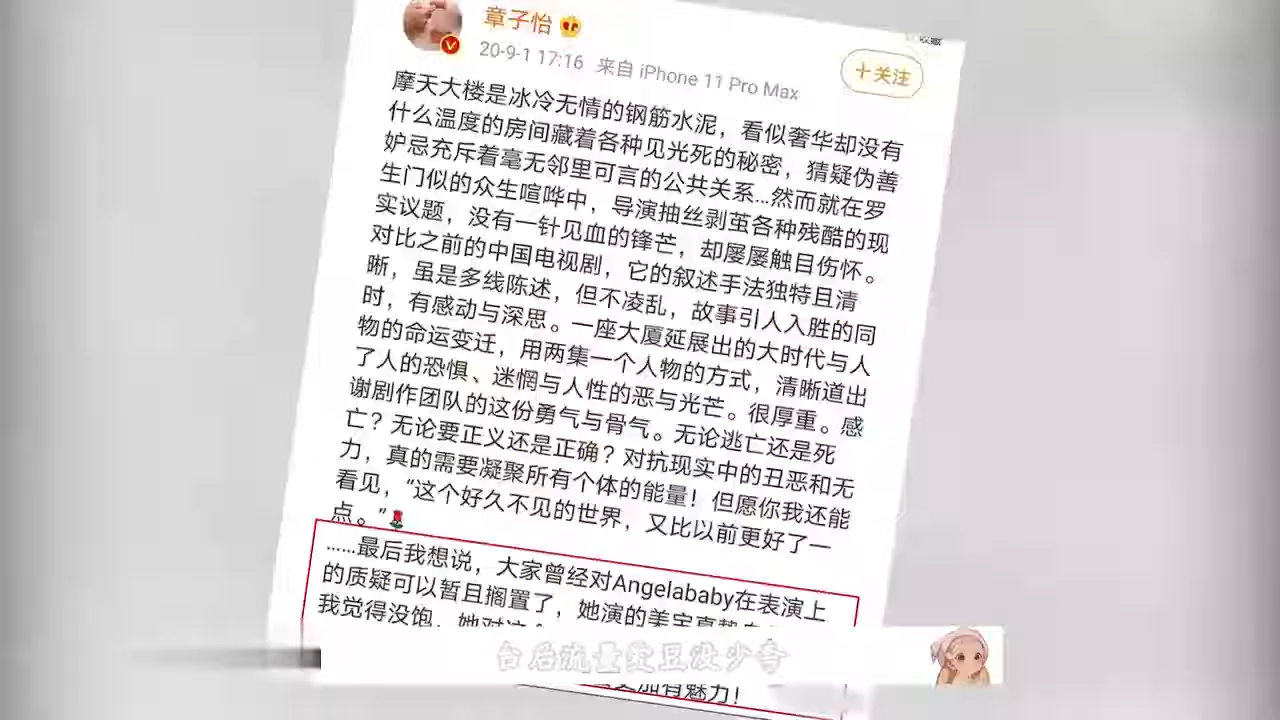 章子怡
收藏
20-9-1 17:16 来自 iPhone 11 Pro Max
十关注
摩天大楼是冰冷无情的钢筋水泥，看似奢华却没有
什么温度的房间藏着各种见光死的秘密，猜疑伪善
妒忌充斥着毫无邻里可言的公共关系…然而就在罗
生门似的众生喧哗中，导演抽丝剥茧各种残酷的现
实议题，没有一针见血的锋芒，却屡屡触目伤怀。
对比之前的中国电视剧，它的叙述手法独特且清
晰，虽是多线陈述，但不凌乱，故事引人入胜的同
时，有感动与深思。一座大厦延展出的大时代与人
物的命运变迁，用两集一个人物的方式，清晰道出
了人的恐惧、迷惘与人性的恶与光芒。很厚重。感
谢剧作团队的这份勇气与骨气。无论逃亡还是死
亡？无论要正义还是正确？对抗现实中的丑恶和无
力，真的需要凝聚所有个体的能量！但愿你我还能
看见，“这个好久不见的世界，又比以前更好了一
点。”
……最后我想说，大家曾经对Angelababy在表演上
的质疑可以暂且搁置了，她演的美宝真挚
我觉得没饱，她对这
台后流量爱豆没少夸
加有魅力！